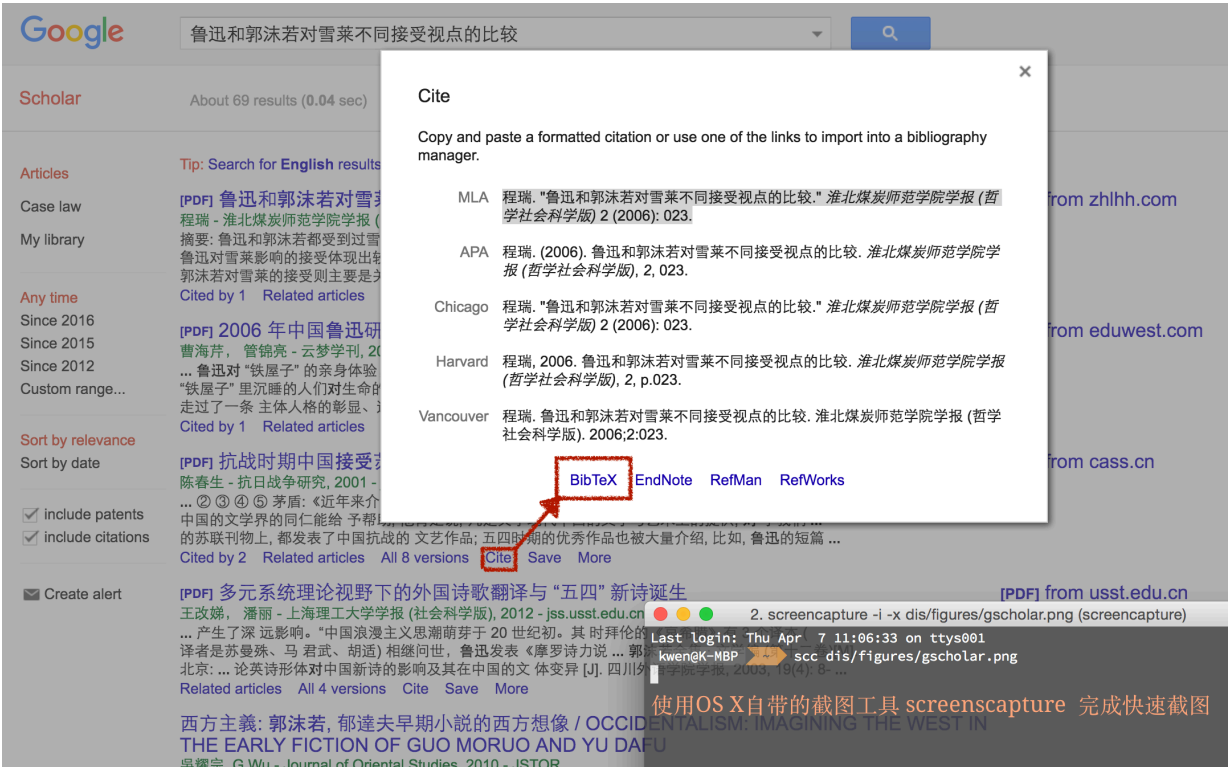 Google
鲁迅和郭沫若对雪莱不同接受视点的比较
Scholar
About 69 results (0.04 sec)
Articles
Case law
My library
Any time
Since 2016
Since 2015
Since 2012
Custom range...
Sort by relevance
Sort by date
include patents
include citations
Create alert
Tip: Search for English results
[PDF] 鲁迅和郭沫若对雪
程瑞 - 淮北煤炭师范学院学报 (
摘要: 鲁迅和郭沫若都受到过雪
鲁迅对雪莱影响的接受体现出
郭沫若对雪莱的接受则主要是
Cited by 1 Related articles
from zhlhh.com
[PDF] 2006 年中国鲁迅研
曹海芹， 管锦亮 - 云梦学刊, 20
... 鲁迅对 “铁屋子” 的亲身体验
“铁屋子” 里沉睡的人们对生命的
走过了一条 主体人格的彰显、
Cited by 1 Related articles
from eduwest.com
[PDF] 抗战时期中国接受
陈春生 - 抗日战争研究, 2001 -
... ② ③ ④ ⑤ 茅盾: 《近年来介
中国的文学界的同仁能给 予帮
的苏联刊物上, 都发表了中国抗战的 文艺作品; 五四时期的优秀作品也被大量介绍, 比如, 鲁迅的短篇 ...
Cited by 2 Related articles All 8 versions Cite Save More
from cass.cn
[PDF] 多元系统理论视野下的外国诗歌翻译与 “五四” 新诗诞生
王改娣， 潘丽 - 上海理工大学学报 (社会科学版), 2012 - jss.usst.edu.cn
... 产生了深 远影响。“中国浪漫主义思潮萌芽于 20 世纪初。其 时拜伦的
译者是苏曼殊、马 君武、胡适) 相继问世，鲁迅发表《摩罗诗力说 ...
北京: ... 论英诗形体对中国新诗的影响及其在中国的文 体变异 [J]. 四川外语学院学报, 2003, 19(4): 8- ...
Related articles All 4 versions Cite Save More
[PDF] from usst.edu.cn
西方主義: 郭沫若, 郁達夫早期小說的西方想像 / OCCIDENTALISM: IMAGINING THE WEST IN
THE EARLY FICTION OF GUO MORUO AND YU DAFU
吳耀宗, G Wu - Journal of Oriental Studies, 2010 - JSTOR
Cite
Copy and paste a formatted citation or use one of the links to import into a bibliography
manager.
MLA 程瑞. "鲁迅和郭沫若对雪莱不同接受视点的比较." 淮北煤炭师范学院学报 (哲
学社会科学版) 2 (2006): 023.
APA 程瑞. (2006). 鲁迅和郭沫若对雪莱不同接受视点的比较. 淮北煤炭师范学院学
报 (哲学社会科学版), 2, 023.
Chicago 程瑞. "鲁迅和郭沫若对雪莱不同接受视点的比较." 淮北煤炭师范学院学报 (哲
学社会科学版) 2 (2006): 023.
Harvard 程瑞, 2006. 鲁迅和郭沫若对雪莱不同接受视点的比较. 淮北煤炭师范学院学报
(哲学社会科学版), 2, p.023.
Vancouver 程瑞. 鲁迅和郭沫若对雪莱不同接受视点的比较. 淮北煤炭师范学院学报 (哲学
社会科学版). 2006;2:023.
BibTeX EndNote RefMan RefWorks
2. screencapture -i -x dis/figures/gscholar.png (screencapture)
Last login: Thu Apr 7 11:06:33 on ttys001
kwen@K-MBP ~ scc dis/figures/gscholar.png
使用OS X自带的截图工具 screenscapture 完成快速截图